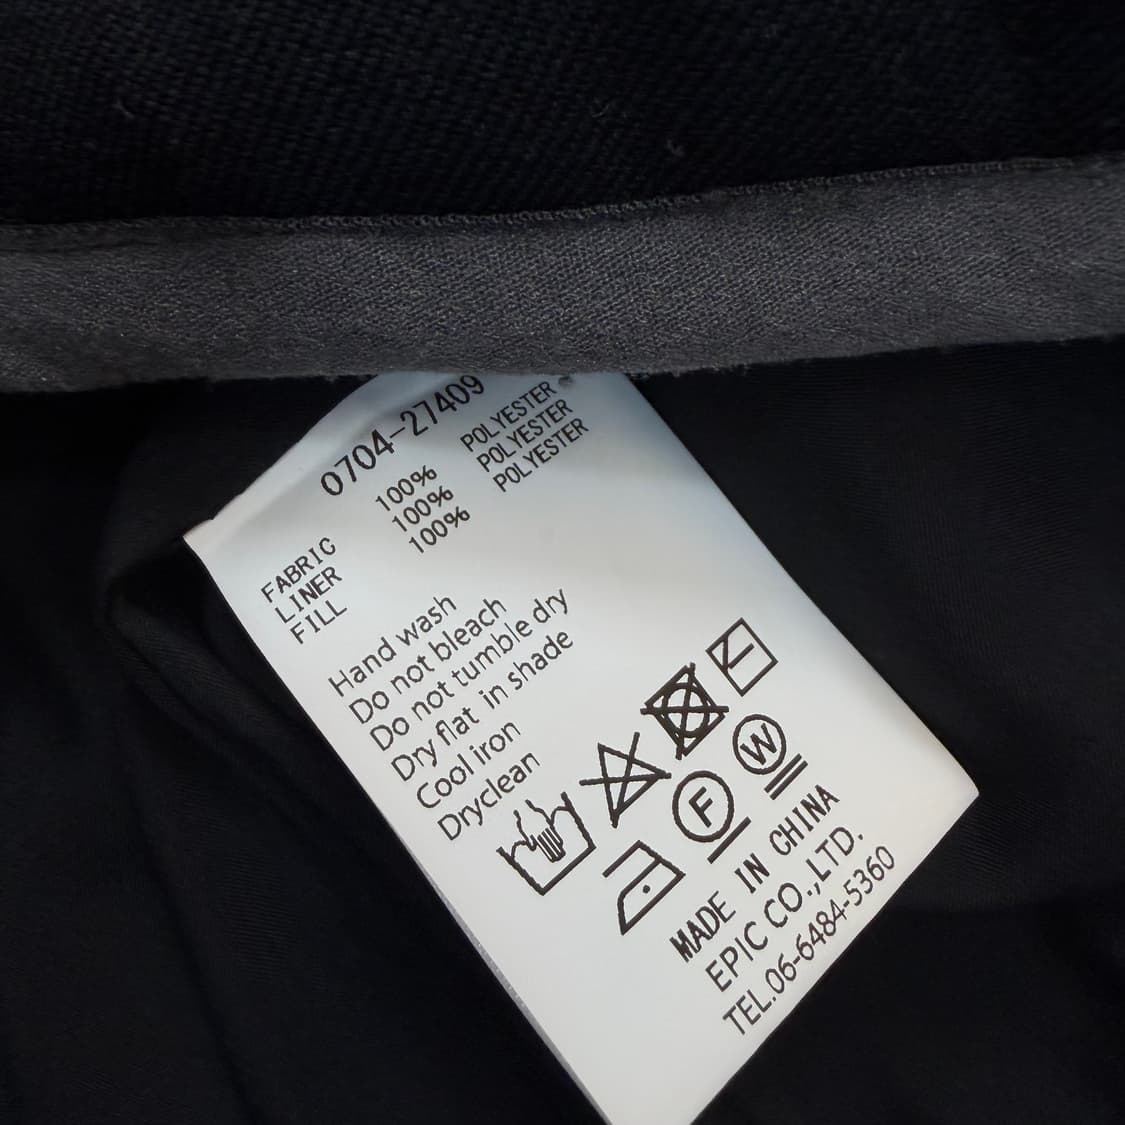 0704-27409
FABRIC 100% POLYESTER
LINER 100% POLYESTER
FILL 100% POLYESTER
Hand wash
Do not bleach
Do not tumble dry
Dry flat in shade
Cool iron
Dryclean
F W
MADE IN CHINA
EPIC CO.,LTD.
TEL.06-6484-5360